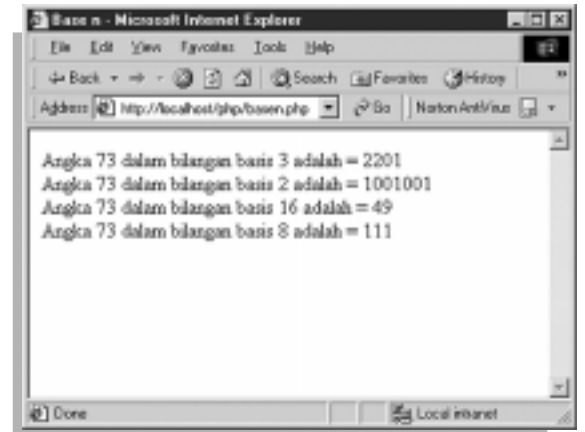 Base n - Microsoft Internet Explorer
File Edit View Favorites Tools Help
Back Search Favorites History »
Address http://localhost/php/basen.php Go Norton AntiVirus
Angka 73 dalam bilangan basis 3 adalah = 2201
Angka 73 dalam bilangan basis 2 adalah = 1001001
Angka 73 dalam bilangan basis 16 adalah = 49
Angka 73 dalam bilangan basis 8 adalah = 111
Done Local intranet